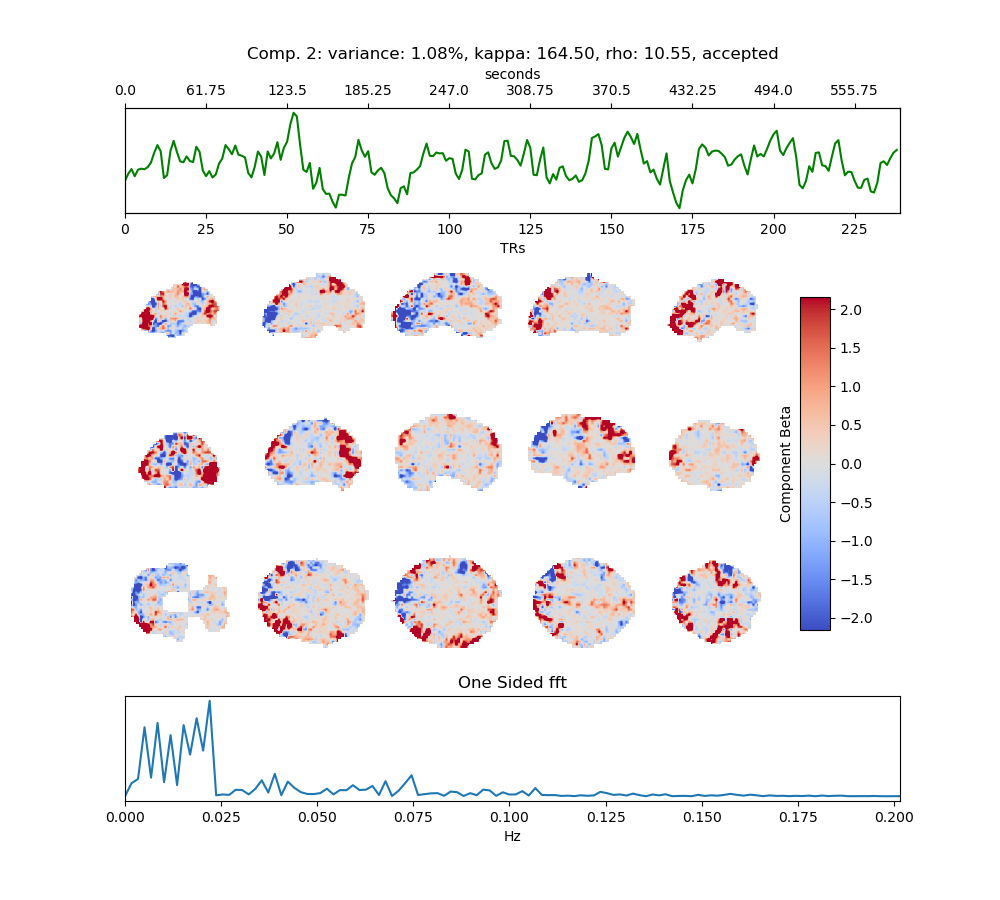 Comp. 2: variance: 1.08%, kappa: 164.50, rho: 10.55, accepted
seconds
0.0 61.75 123.5 185.25 247.0 308.75 370.5 432.25 494.0 555.75
0 25 50 75 100 125 150 175 200 225
TRs
2.0
1.5
1.0
0.5
0.0
−0.5
−1.0
−1.5
−2.0
Component Beta
One Sided fft
0.000 0.025 0.050 0.075 0.100 0.125 0.150 0.175 0.200
Hz